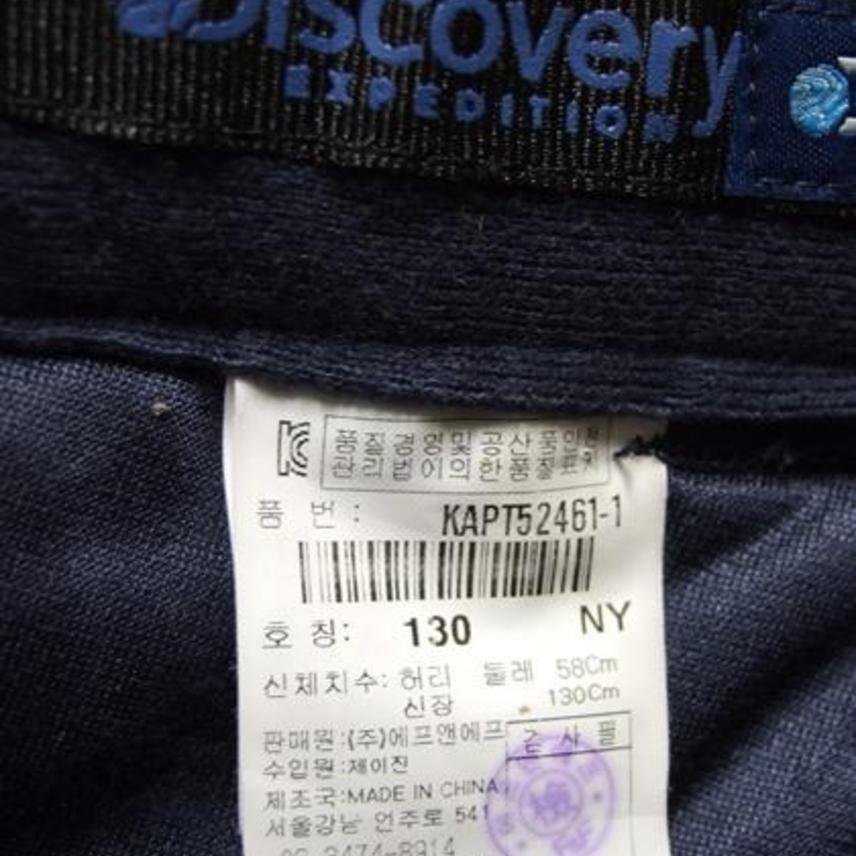 Discovery
EXPEDITION
품질경영및공산품안전
관리법에의한품질표시
품 번 : KAPT52461-1
호 칭: 130 NY
신체치수: 허리 둘레 58Cm
신장 130Cm
판매원:(주)에프앤에프
검 사 필
수입원:제이진
제조국:MADE IN CHINA
서울강남 언주로 541
02-3474-8914